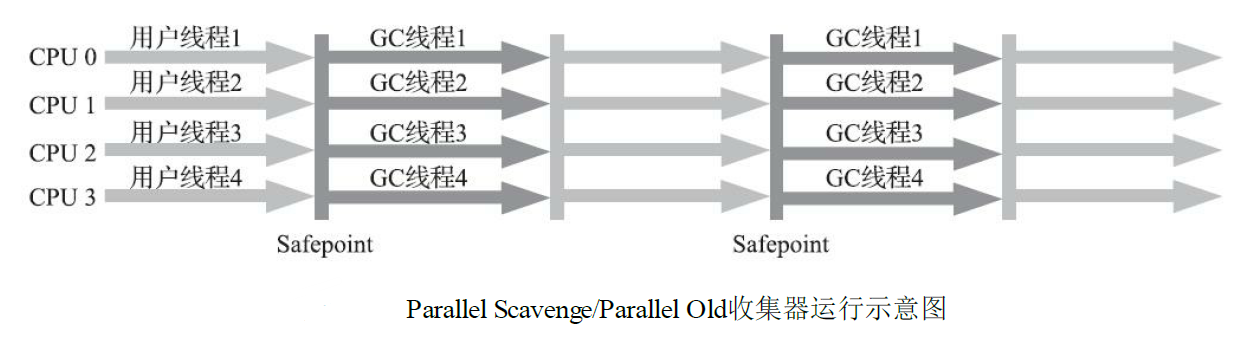 CPU 0 用户线程1 GC线程1 GC线程1
CPU 1 用户线程2 GC线程2 GC线程2
CPU 2 用户线程3 GC线程3 GC线程3
CPU 3 用户线程4 GC线程4 GC线程4
Safepoint Safepoint
Parallel Scavenge/Parallel Old收集器运行示意图